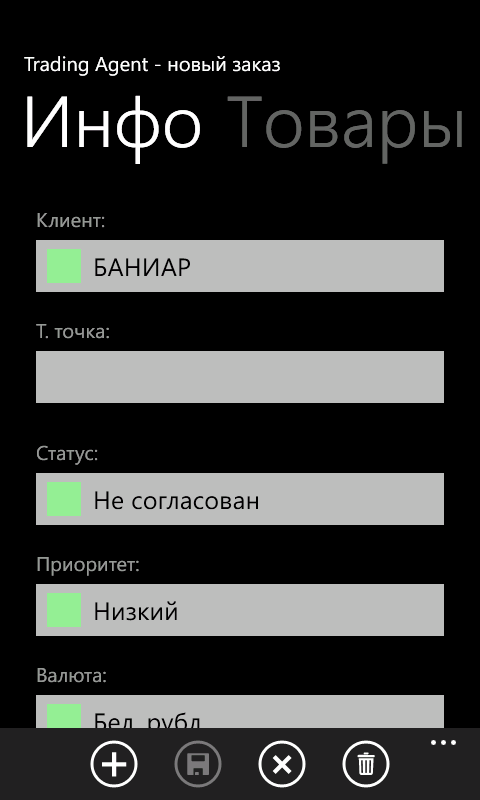 Trading Agent - новый заказ
Инфо Товары
Клиент:
БАНИАР
Т. точка:
Статус:
Не согласован
Приоритет:
Низкий
Валюта:
Бел. рубл